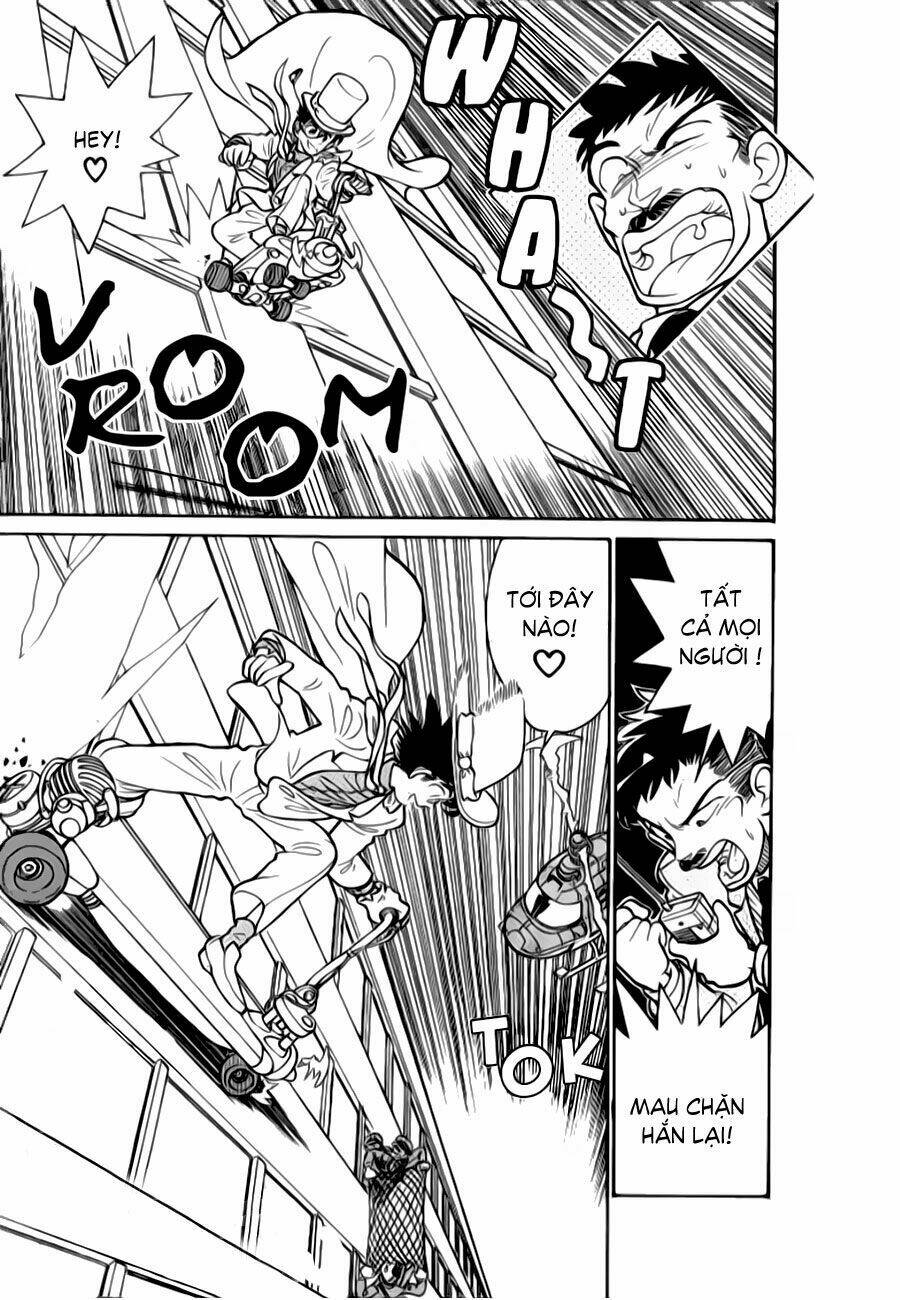 WHAT
HEY!
♡
VROOM
TẤT
CẢ MỌI
NGƯỜI !
MAU CHẶN
HẮN LẠI!
TỚI ĐÂY
NÀO!
♡
TOK